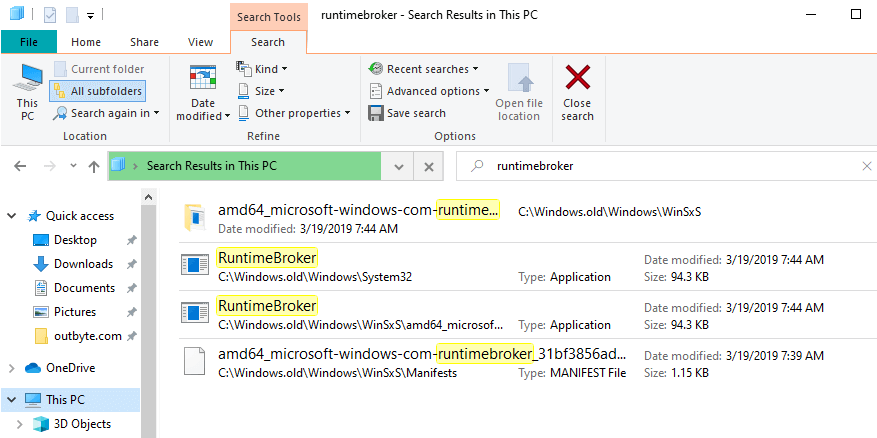 Search Tools
runtimebroker - Search Results in This PC
File Home Share View Search
This PC
Current folder
All subfolders
Search again in
Location
Date modified
Kind
Size
Other properties
Refine
Recent searches
Advanced options
Save search
Open file location
Options
Close search
Search Results in This PC
runtimebroker
Quick access
Desktop
Downloads
Documents
Pictures
outbyte.com
OneDrive
This PC
3D Objects
amd64_microsoft-windows-com-runtime... C:\Windows.old\Windows\WinSxS
Date modified: 3/19/2019 7:44 AM
RuntimeBroker Date modified: 3/19/2019 7:44 AM
C:\Windows.old\Windows\System32 Type: Application Size: 94.3 KB
RuntimeBroker Date modified: 3/19/2019 7:44 AM
C:\Windows.old\Windows\WinSxS\amd64_microsof... Type: Application Size: 94.3 KB
amd64_microsoft-windows-com-runtimebroker_31bf3856ad... Date modified: 3/19/2019 7:39 AM
C:\Windows.old\Windows\WinSxS\Manifests Type: MANIFEST File Size: 1.15 KB